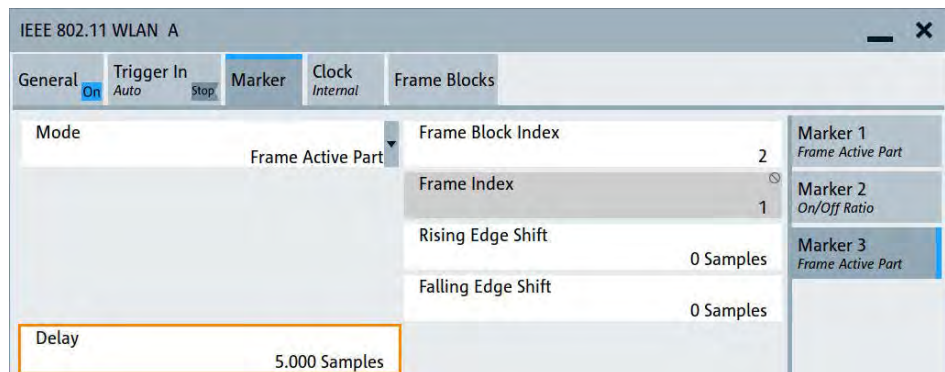 IEEE 802.11 WLAN A
General On
Trigger In
Auto Stop
Marker
Clock
Internal
Frame Blocks
Mode
Frame Active Part
Frame Block Index
2
Frame Index
1
Rising Edge Shift
0 Samples
Falling Edge Shift
0 Samples
Delay
5.000 Samples
Marker 1
Frame Active Part
Marker 2
On/Off Ratio
Marker 3
Frame Active Part